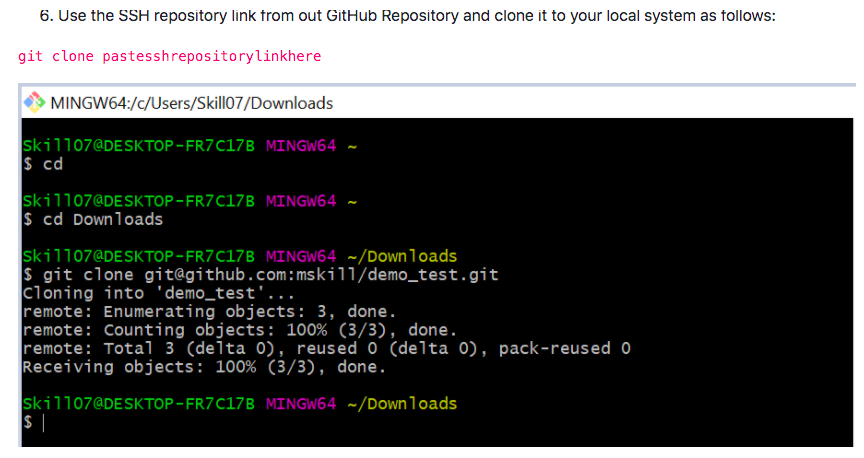 6. Use the SSH repository link from out GitHub Repository and clone it to your local system as follows:
git clone pastesshrepositorylinkhere
MINGW64:/c/Users/Skill07/Downloads
Skill07@DESKTOP-FR7C17B MINGW64 ~
$ cd
Skill07@DESKTOP-FR7C17B MINGW64 ~
$ cd Downloads
Skill07@DESKTOP-FR7C17B MINGW64 ~/Downloads
$ git clone git@github.com:mskill/demo_test.git
Cloning into 'demo_test'...
remote: Enumerating objects: 3, done.
remote: Counting objects: 100% (3/3), done.
remote: Total 3 (delta 0), reused 0 (delta 0), pack-reused 0
Receiving objects: 100% (3/3), done.
Skill07@DESKTOP-FR7C17B MINGW64 ~/Downloads
$